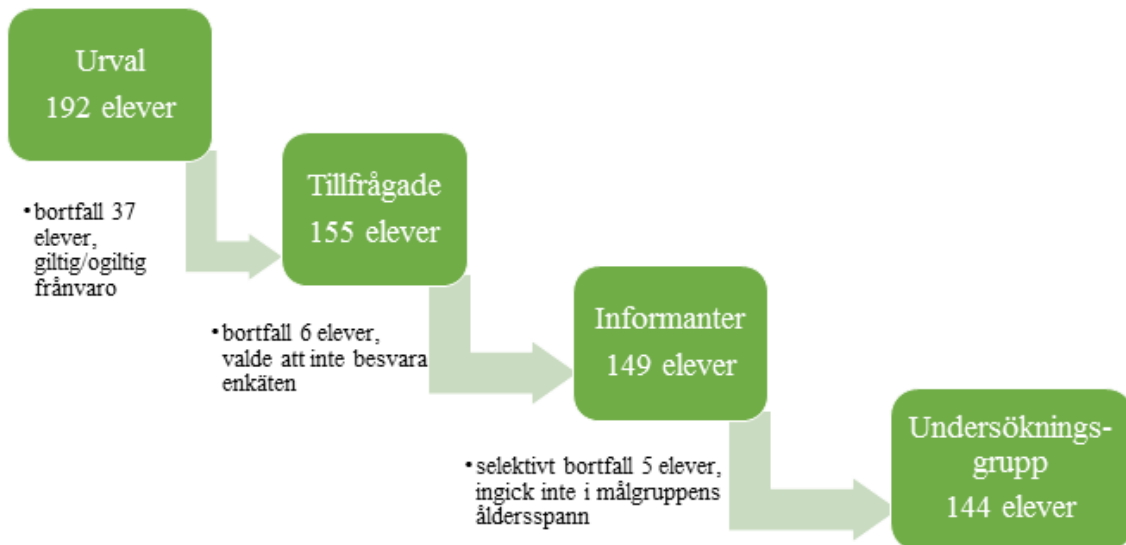 Urval
192 elever
•bortfall 37
elever,
giltig/ogiltig
frånvaro
Tillfrågade
155 elever
•bortfall 6 elever,
valde att inte besvara
enkäten
Informanter
149 elever
•selektivt bortfall 5 elever,
ingick inte i målgruppens
åldersspann
Undersöknings-
grupp
144 elever